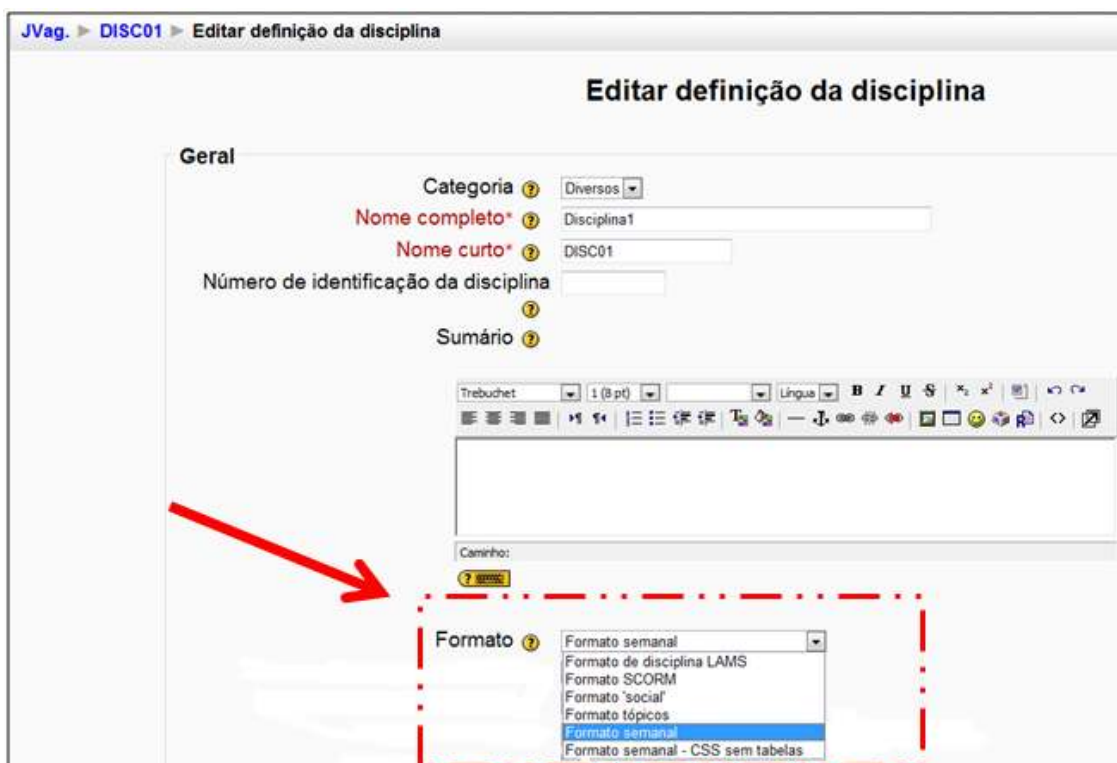 JVag. ► DISC01 ► Editar definição da disciplina
Editar definição da disciplina
Geral
Categoria ? Diversos
Nome completo* ? Disciplina1
Nome curto* ? DISC01
Número de identificação da disciplina
?
Sumário ?
Trebuchet 1 (8 pt) Língua B I U S x₂ x²
Caminho:
?
Formato ? Formato semanal
Formato de disciplina LAMS
Formato SCORM
Formato 'social'
Formato tópicos
Formato semanal
Formato semanal - CSS sem tabelas